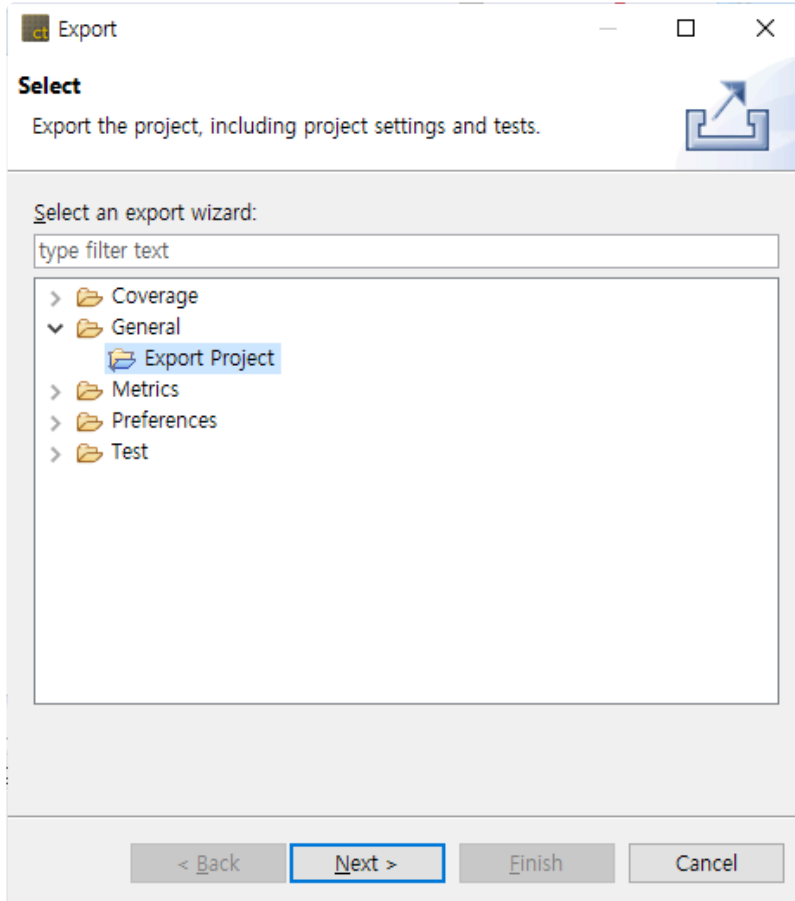 ct Export
Select
Export the project, including project settings and tests.
Select an export wizard:
type filter text
Coverage
General
Export Project
Metrics
Preferences
Test
< Back Next > Finish Cancel